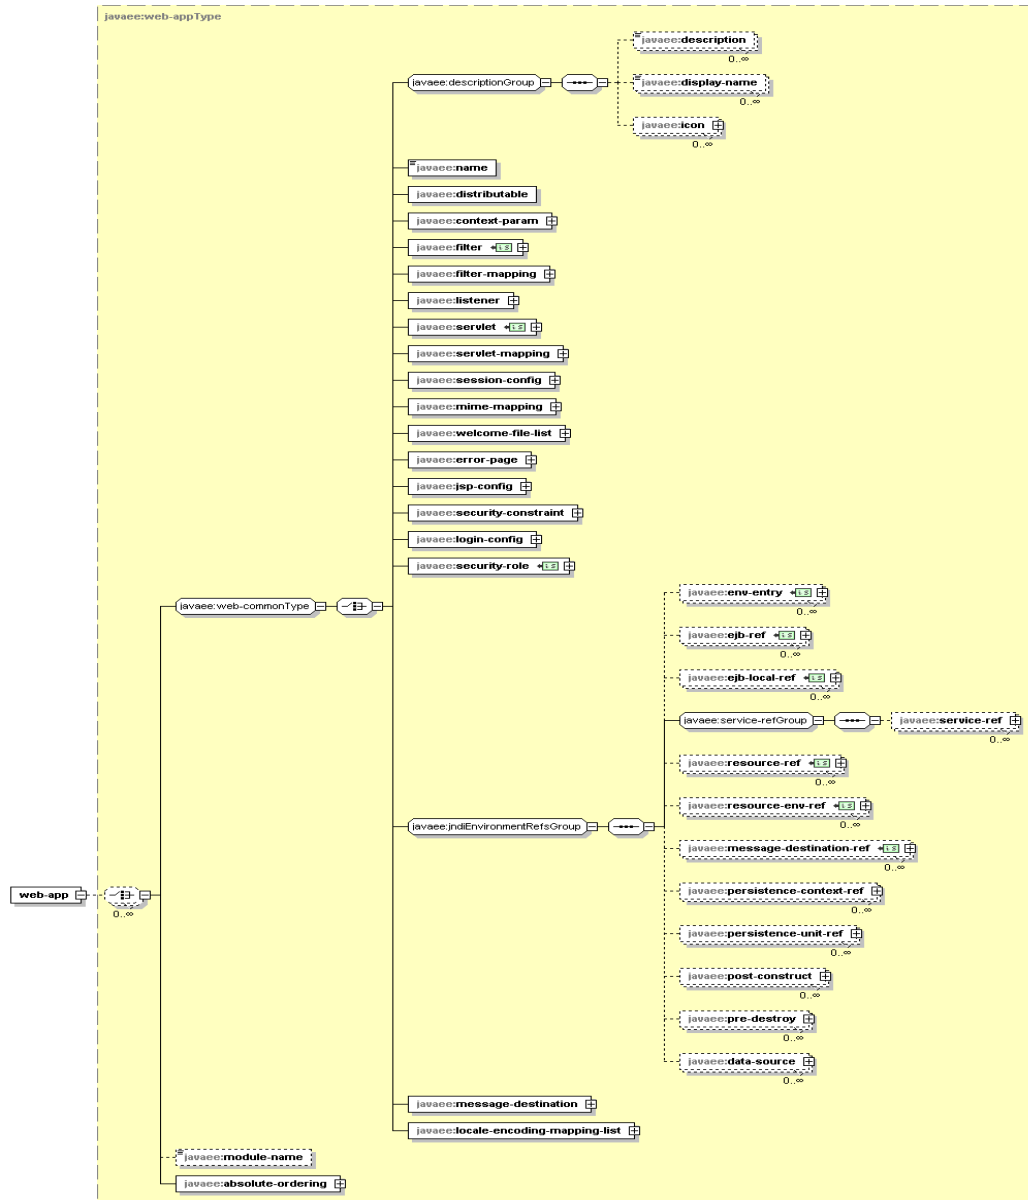 javaee:web-appType
javaee:description
0..∞
javaee:descriptionGroup
javaee:display-name
0..∞
javaee:icon
0..∞
javaee:name
javaee:distributable
javaee:context-param
javaee:filter
javaee:filter-mapping
javaee:listener
javaee:servlet
javaee:servlet-mapping
javaee:session-config
javaee:mime-mapping
javaee:welcome-file-list
javaee:error-page
javaee:jsp-config
javaee:security-constraint
javaee:login-config
javaee:security-role
javaee:web-commonType
javaee:env-entry
0..∞
javaee:ejb-ref
0..∞
javaee:ejb-local-ref
0..∞
javaee:service-refGroup
javaee:service-ref
0..∞
javaee:resource-ref
0..∞
javaee:resource-env-ref
0..∞
javaee:jndiEnvironmentRefsGroup
javaee:message-destination-ref
0..∞
web-app
0..∞
javaee:persistence-context-ref
0..∞
javaee:persistence-unit-ref
0..∞
javaee:post-construct
0..∞
javaee:pre-destroy
0..∞
javaee:data-source
0..∞
javaee:message-destination
javaee:locale-encoding-mapping-list
javaee:module-name
javaee:absolute-ordering